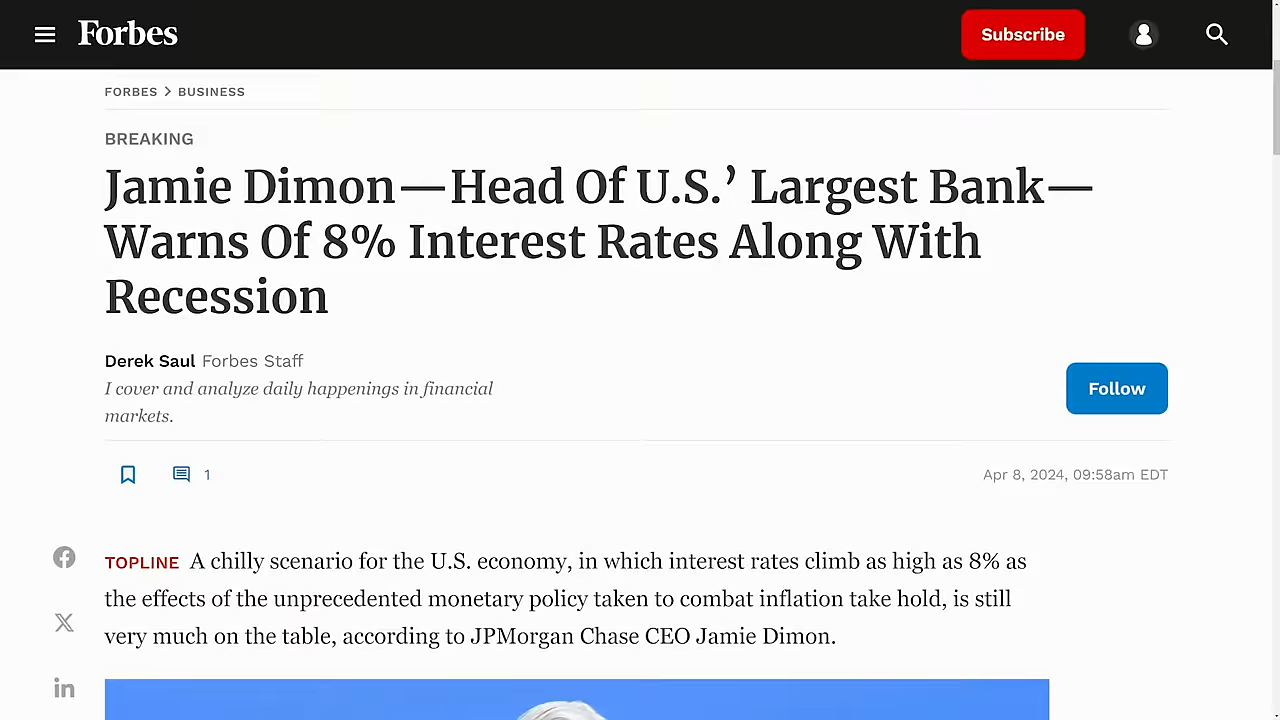 Forbes
Subscribe
FORBES > BUSINESS
BREAKING
Jamie Dimon—Head Of U.S.’ Largest Bank—
Warns Of 8% Interest Rates Along With
Recession
Derek Saul Forbes Staff
I cover and analyze daily happenings in financial
markets.
Follow
1
Apr 8, 2024, 09:58am EDT
TOPLINE A chilly scenario for the U.S. economy, in which interest rates climb as high as 8% as
the effects of the unprecedented monetary policy taken to combat inflation take hold, is still
very much on the table, according to JPMorgan Chase CEO Jamie Dimon.